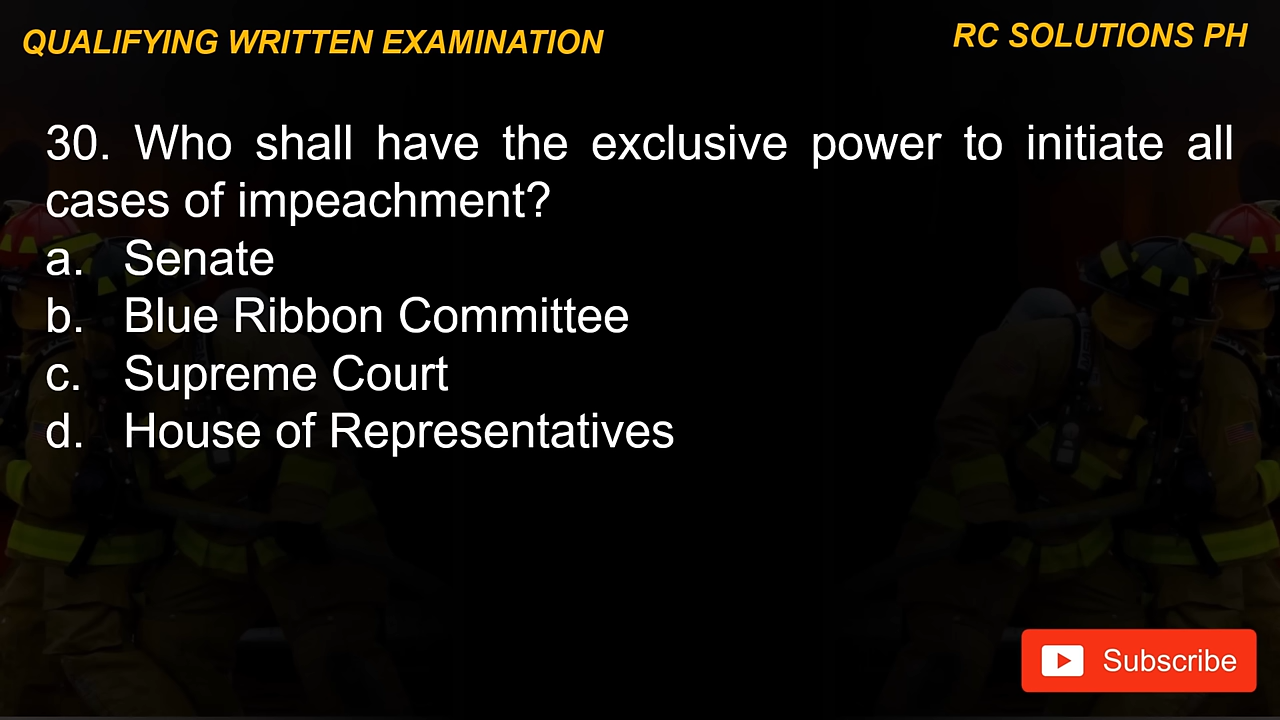 QUALIFYING WRITTEN EXAMINATION
RC SOLUTIONS PH
30. Who shall have the exclusive power to initiate all
cases of impeachment?
a. Senate
b. Blue Ribbon Committee
c. Supreme Court
d. House of Representatives
Subscribe